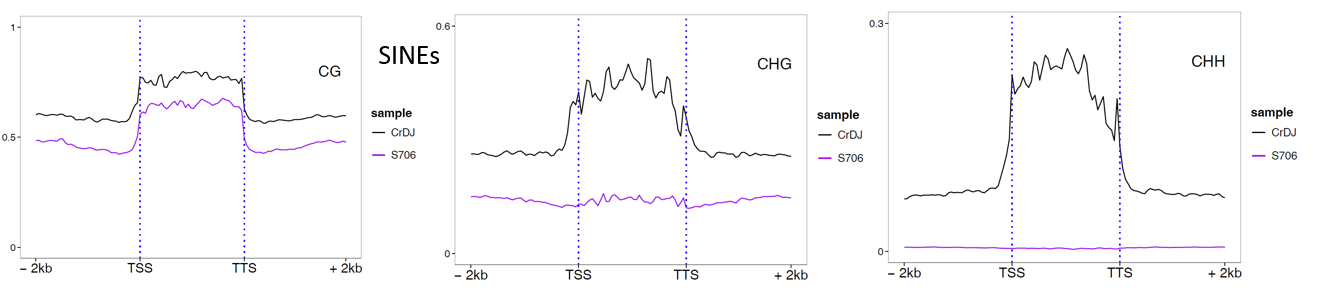 1
0.5
0
CG
− 2kb TSS TTS + 2kb
sample
CrDJ
S706
SINEs
0.6
0
CHG
− 2kb TSS TTS + 2kb
sample
CrDJ
S706
0.3
0
CHH
− 2kb TSS TTS + 2kb
sample
CrDJ
S706